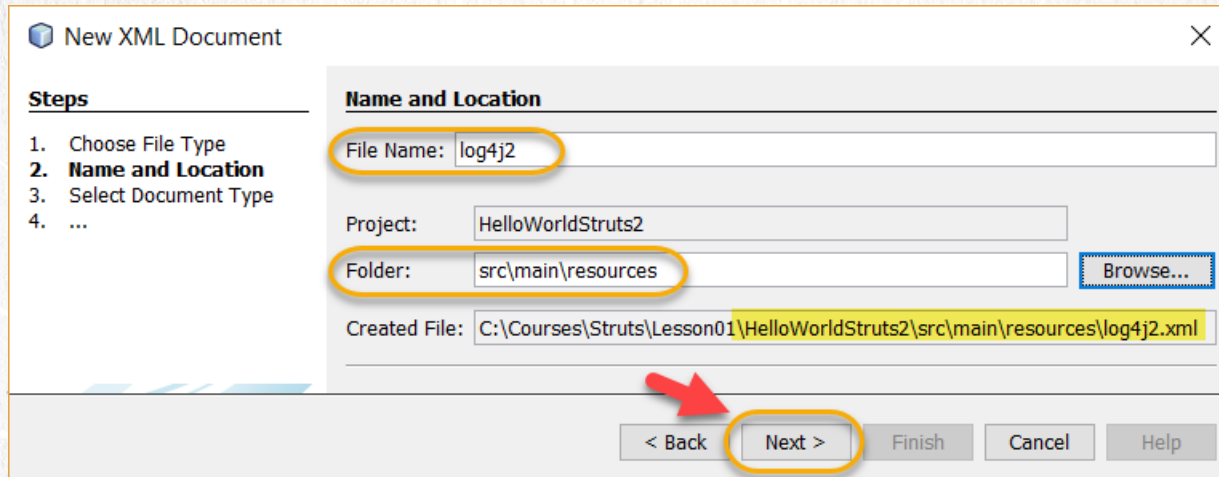 New XML Document
Steps
1. Choose File Type
2. Name and Location
3. Select Document Type
4. ...
Name and Location
File Name: log4j2
Project: HelloWorldStruts2
Folder: src\main\resources Browse...
Created File: C:\Courses\Struts\Lesson01\HelloWorldStruts2\src\main\resources\log4j2.xml
< Back Next > Finish Cancel Help